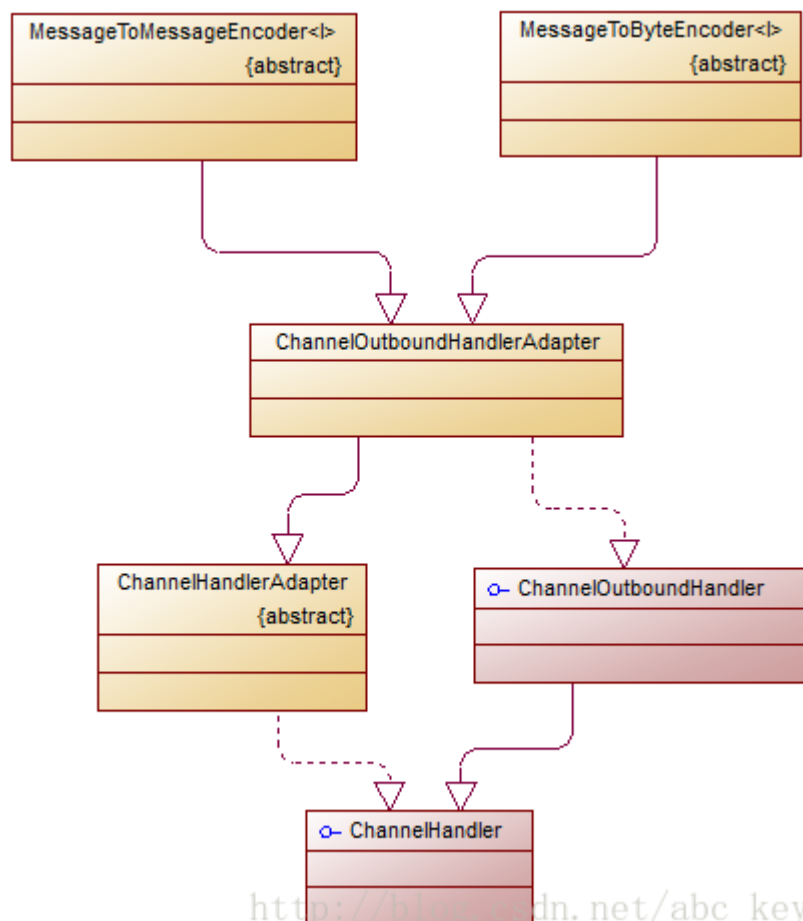 MessageToMessageEncoder<I>
{abstract}
MessageToByteEncoder<I>
{abstract}
ChannelOutboundHandlerAdapter
ChannelHandlerAdapter
{abstract}
ChannelOutboundHandler
ChannelHandler